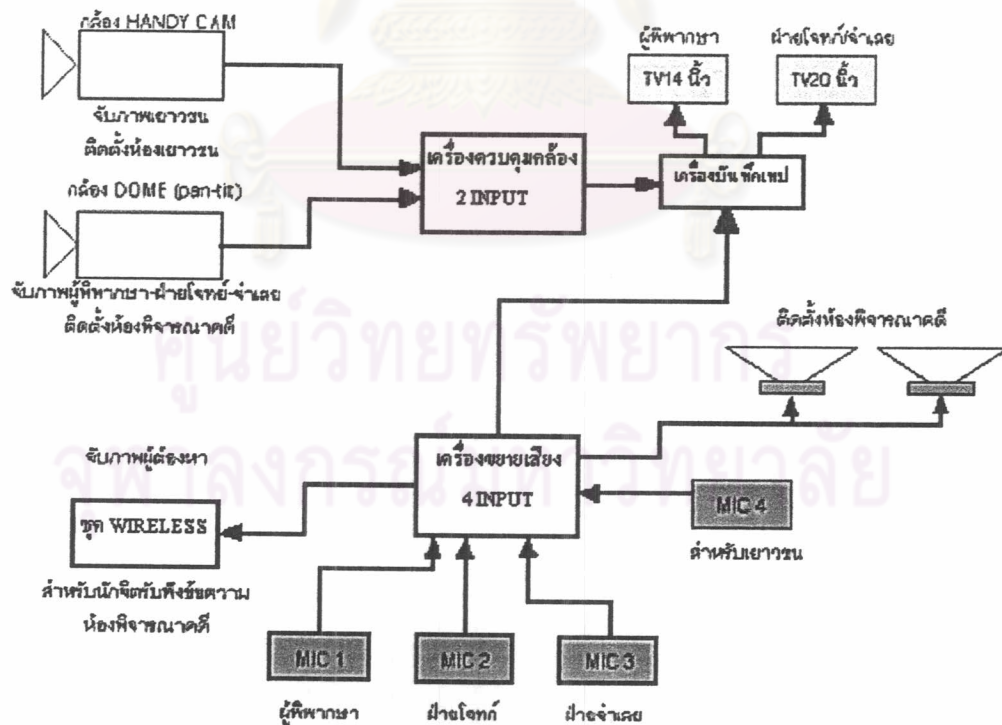 กล้อง HANDY CAM
จับภาพเยาวชน
ติดตั้งห้องเยาวชน
กล้อง DOME (pan-tit)
จับภาพผู้พิพากษา-ฝ่ายโจทย์-จำเลย
ติดตั้งห้องพิจารณาคดี
เครื่องควบคุมกล้อง
2 INPUT
ผู้พิพากษา
TV14 นิ้ว
ฝ่ายโจทก์/จำเลย
TV20 นิ้ว
เครื่องบันทึกเทป
ติดตั้งห้องพิจารณาคดี
ศูนย์วิทยทรัพยากร
จุฬาลงกรณ์มหาวิทยาลัย
จับภาพผู้ต้องหา
ชุด WIRELESS
สำหรับนักจิตรับฟังข้อความ
ห้องพิจารณาคดี
เครื่องขยายเสียง
4 INPUT
MIC 4
สำหรับเยาวชน
MIC 1
ผู้พิพากษา
MIC 2
ฝ่ายโจทก์
MIC 3
ฝ่ายจำเลย